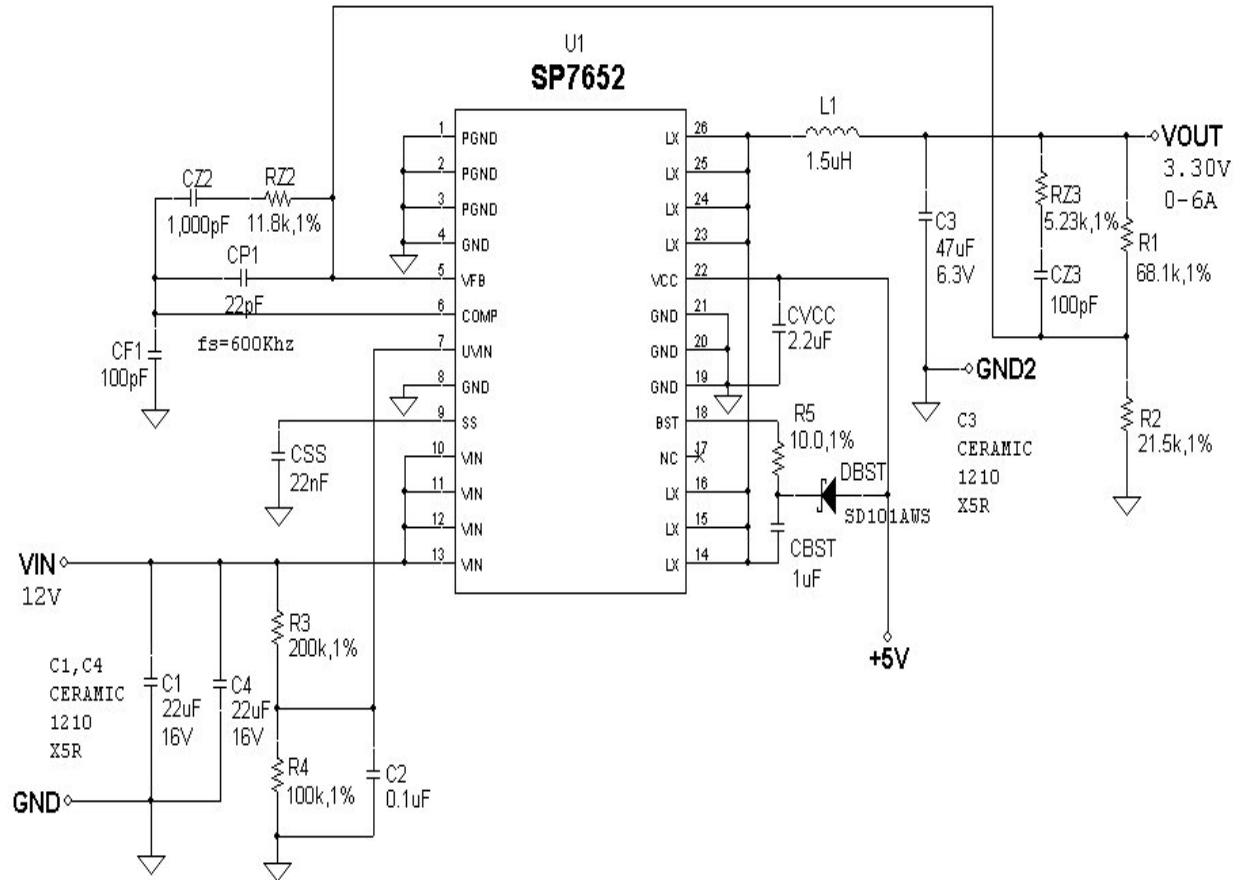 U1
SP7652
1 PGND
2 PGND
3 PGND
4 GND
5 VFB
6 COMP
7 UVIN
8 GND
9 SS
10 VIN
11 VIN
12 VIN
13 VIN
LX 26
LX 25
LX 24
LX 23
VCC 22
GND 21
GND 20
GND 19
BST 18
NC 17
LX 16
LX 15
LX 14
CZ2
1,000pF
RZ2
11.8k,1%
CP1
22pF
CF1
100pF
fs=600Khz
CSS
22nF
VIN
12V
C1,C4
CERAMIC
1210
X5R
C1
22uF
16V
C4
22uF
16V
R3
200k,1%
R4
100k,1%
C2
0.1uF
GND
L1
1.5uH
VOUT
3.30V
0-6A
C3
47uF
6.3V
RZ3
5.23k,1%
CZ3
100pF
R1
68.1k,1%
CVCC
2.2uF
GND2
R5
10.0,1%
DBST
SD101AWS
CBST
1uF
C3
CERAMIC
1210
X5R
R2
21.5k,1%
+5V